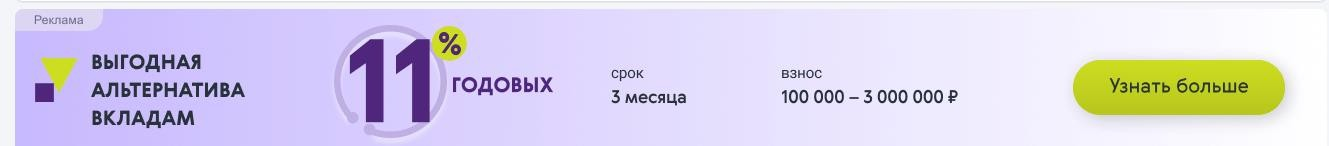 Реклама
ВЫГОДНАЯ
АЛЬТЕРНАТИВА
ВКЛАДАМ
11%
ГОДОВЫХ
срок
3 месяца
взнос
100 000 – 3 000 000 ₽
Узнать больше